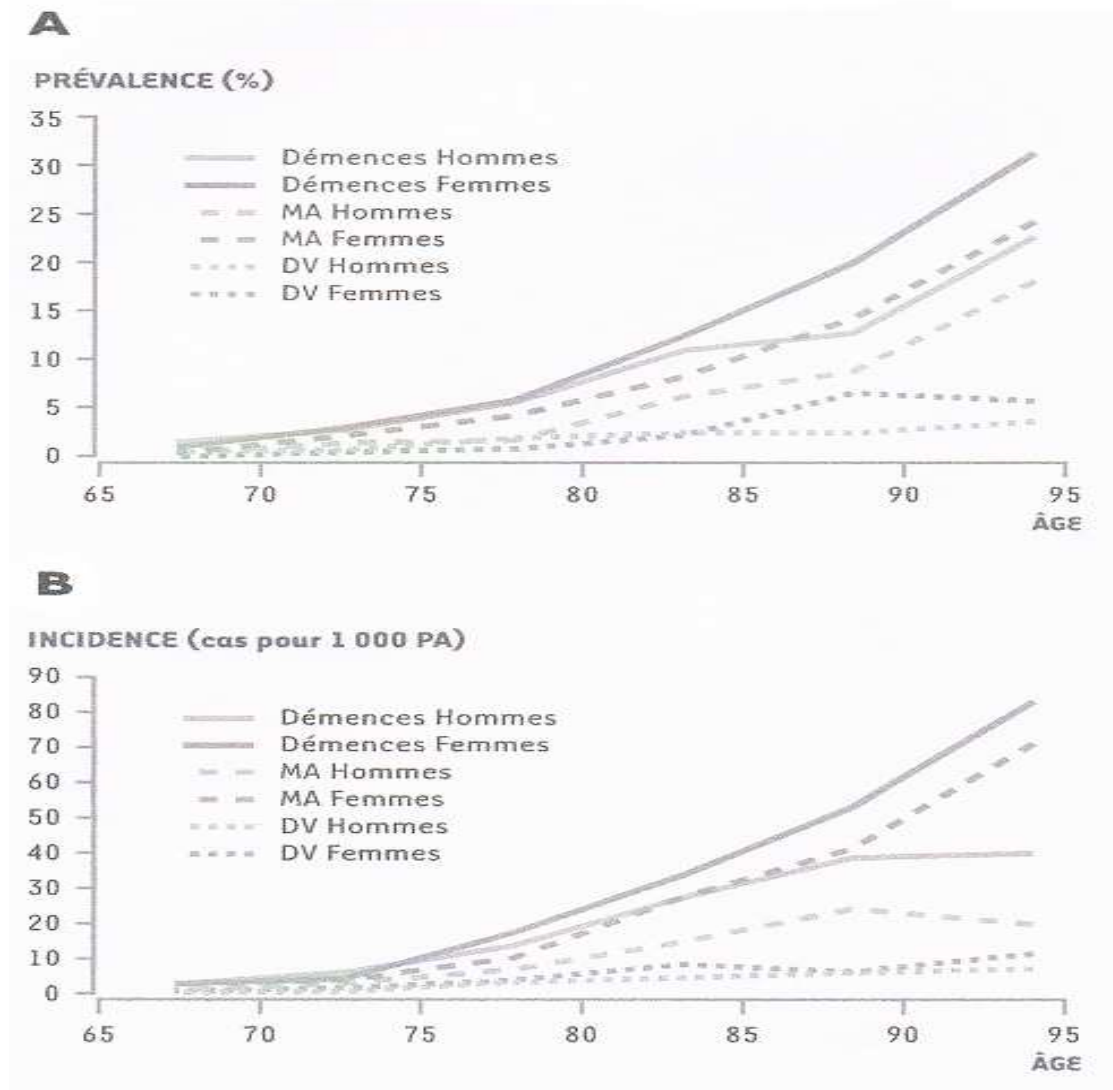 A
PRÉVALENCE (%)
35
30
25
20
15
10
5
0
Démences Hommes
Démences Femmes
MA Hommes
MA Femmes
DV Hommes
DV Femmes
65 70 75 80 85 90 95
ÂGE
B
INCIDENCE (cas pour 1 000 PA)
90
80
70
60
50
40
30
20
10
0
Démences Hommes
Démences Femmes
MA Hommes
MA Femmes
DV Hommes
DV Femmes
65 70 75 80 85 90 95
ÂGE